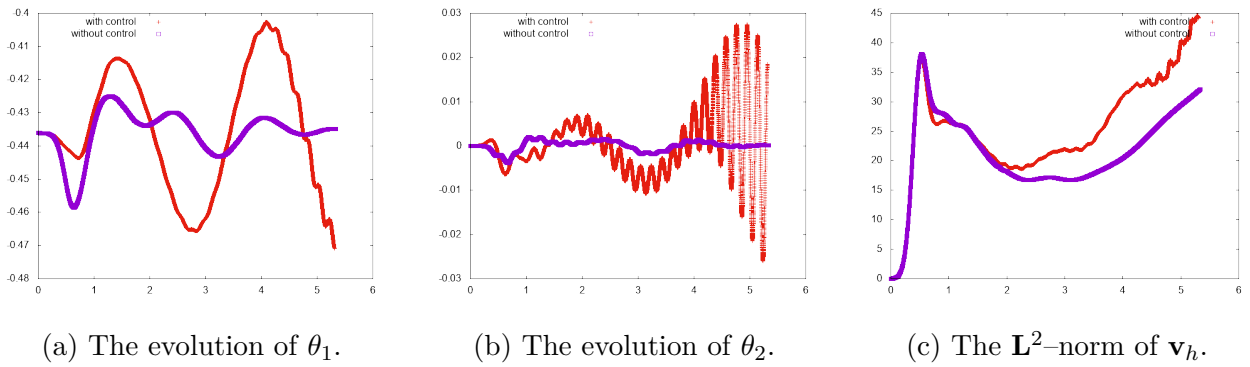 -0.4
-0.41
-0.42
-0.43
-0.44
-0.45
-0.46
-0.47
-0.48
0 1 2 3 4 5 6
with control
without control
0.03
0.02
0.01
0
-0.01
-0.02
-0.03
0 1 2 3 4 5 6
with control
without control
45
40
35
30
25
20
15
10
5
0
0 1 2 3 4 5 6
with control
without control
(a) The evolution of θ₁.
(b) The evolution of θ₂.
(c) The L²–norm of vₕ.